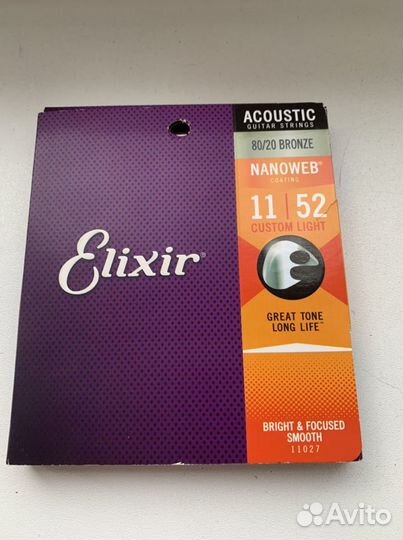 ACOUSTIC
GUITAR STRINGS
80/20 BRONZE
NANOWEB®
COATING
11 | 52
CUSTOM LIGHT
Elixir®
GREAT TONE
LONG LIFE™
BRIGHT & FOCUSED
SMOOTH
11027
Avito